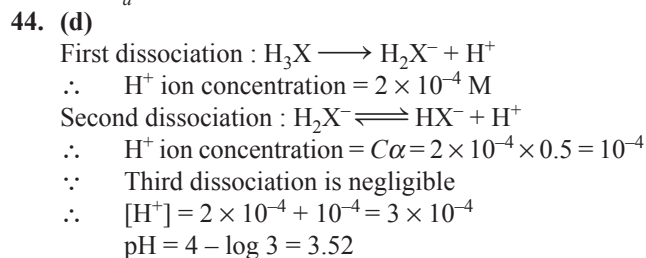 a
44. (d)
First dissociation : H₃X ⟶ H₂X⁻ + H⁺
∴ H⁺ ion concentration = 2 × 10⁻⁴ M
Second dissociation : H₂X⁻ ⇌ HX⁻ + H⁺
∴ H⁺ ion concentration = Cα = 2 × 10⁻⁴ × 0.5 = 10⁻⁴
∵ Third dissociation is negligible
∴ [H⁺] = 2 × 10⁻⁴ + 10⁻⁴ = 3 × 10⁻⁴
pH = 4 – log 3 = 3.52